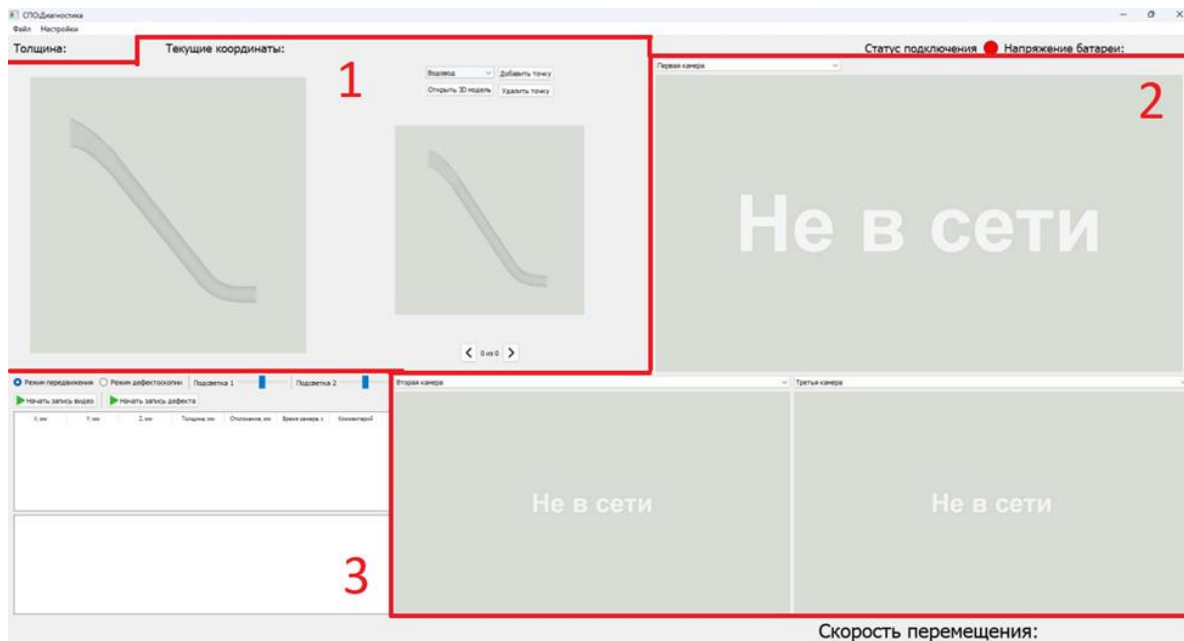 СПО:Диагностика
Файл Настройки
Толщина: Текущие координаты: Статус подключения Напряжение батареи:
1
Водовод Добавить точку
Открыть 3D модель Удалить точку
0 из 0
Первая камера
2
Не в сети
Режим передвижения Режим дефектоскопии Подсветка 1 Подсветка 2
Начать запись видео Начать запись дефекта
X, мм Y, мм Z, мм Толщина, мм Отклонение, мм Время замера, с Комментарий
3
Вторая камера Третья камера
Не в сети Не в сети
Скорость перемещения: